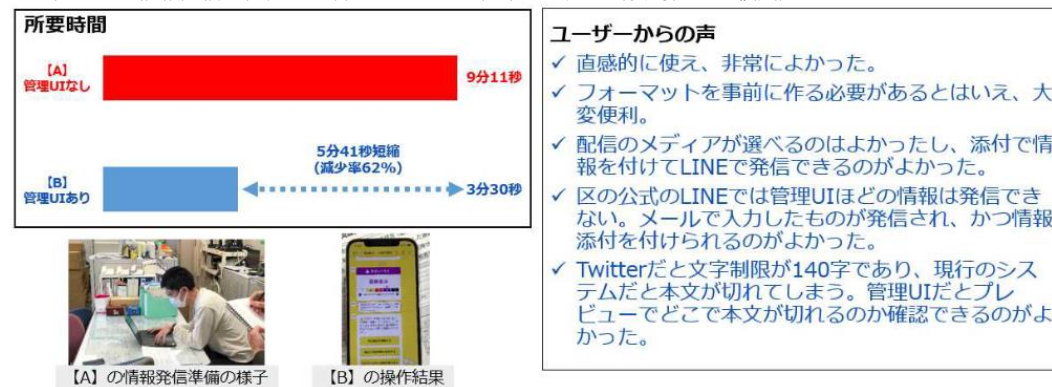 所要時間
【A】
管理UIなし
9分11秒
5分41秒短縮
(減少率62%)
【B】
管理UIあり
3分30秒
【A】の情報発信準備の様子
【B】の操作結果
ユーザーからの声
✓ 直感的に使え、非常によかった。
✓ フォーマットを事前に作る必要があるとはいえ、大
変便利。
✓ 配信のメディアが選べるのはよかったし、添付で情
報を付けてLINEで発信できるのがよかった。
✓ 区の公式のLINEでは管理UIほどの情報は発信でき
ない。メールで入力したものが発信され、かつ情報
添付を付けられるのがよかった。
✓ Twitterだと文字制限が140字であり、現行のシス
テムだと本文が切れてしまう。管理UIだとプレ
ビューでどこで本文が切れるのか確認できるのがよ
かった。